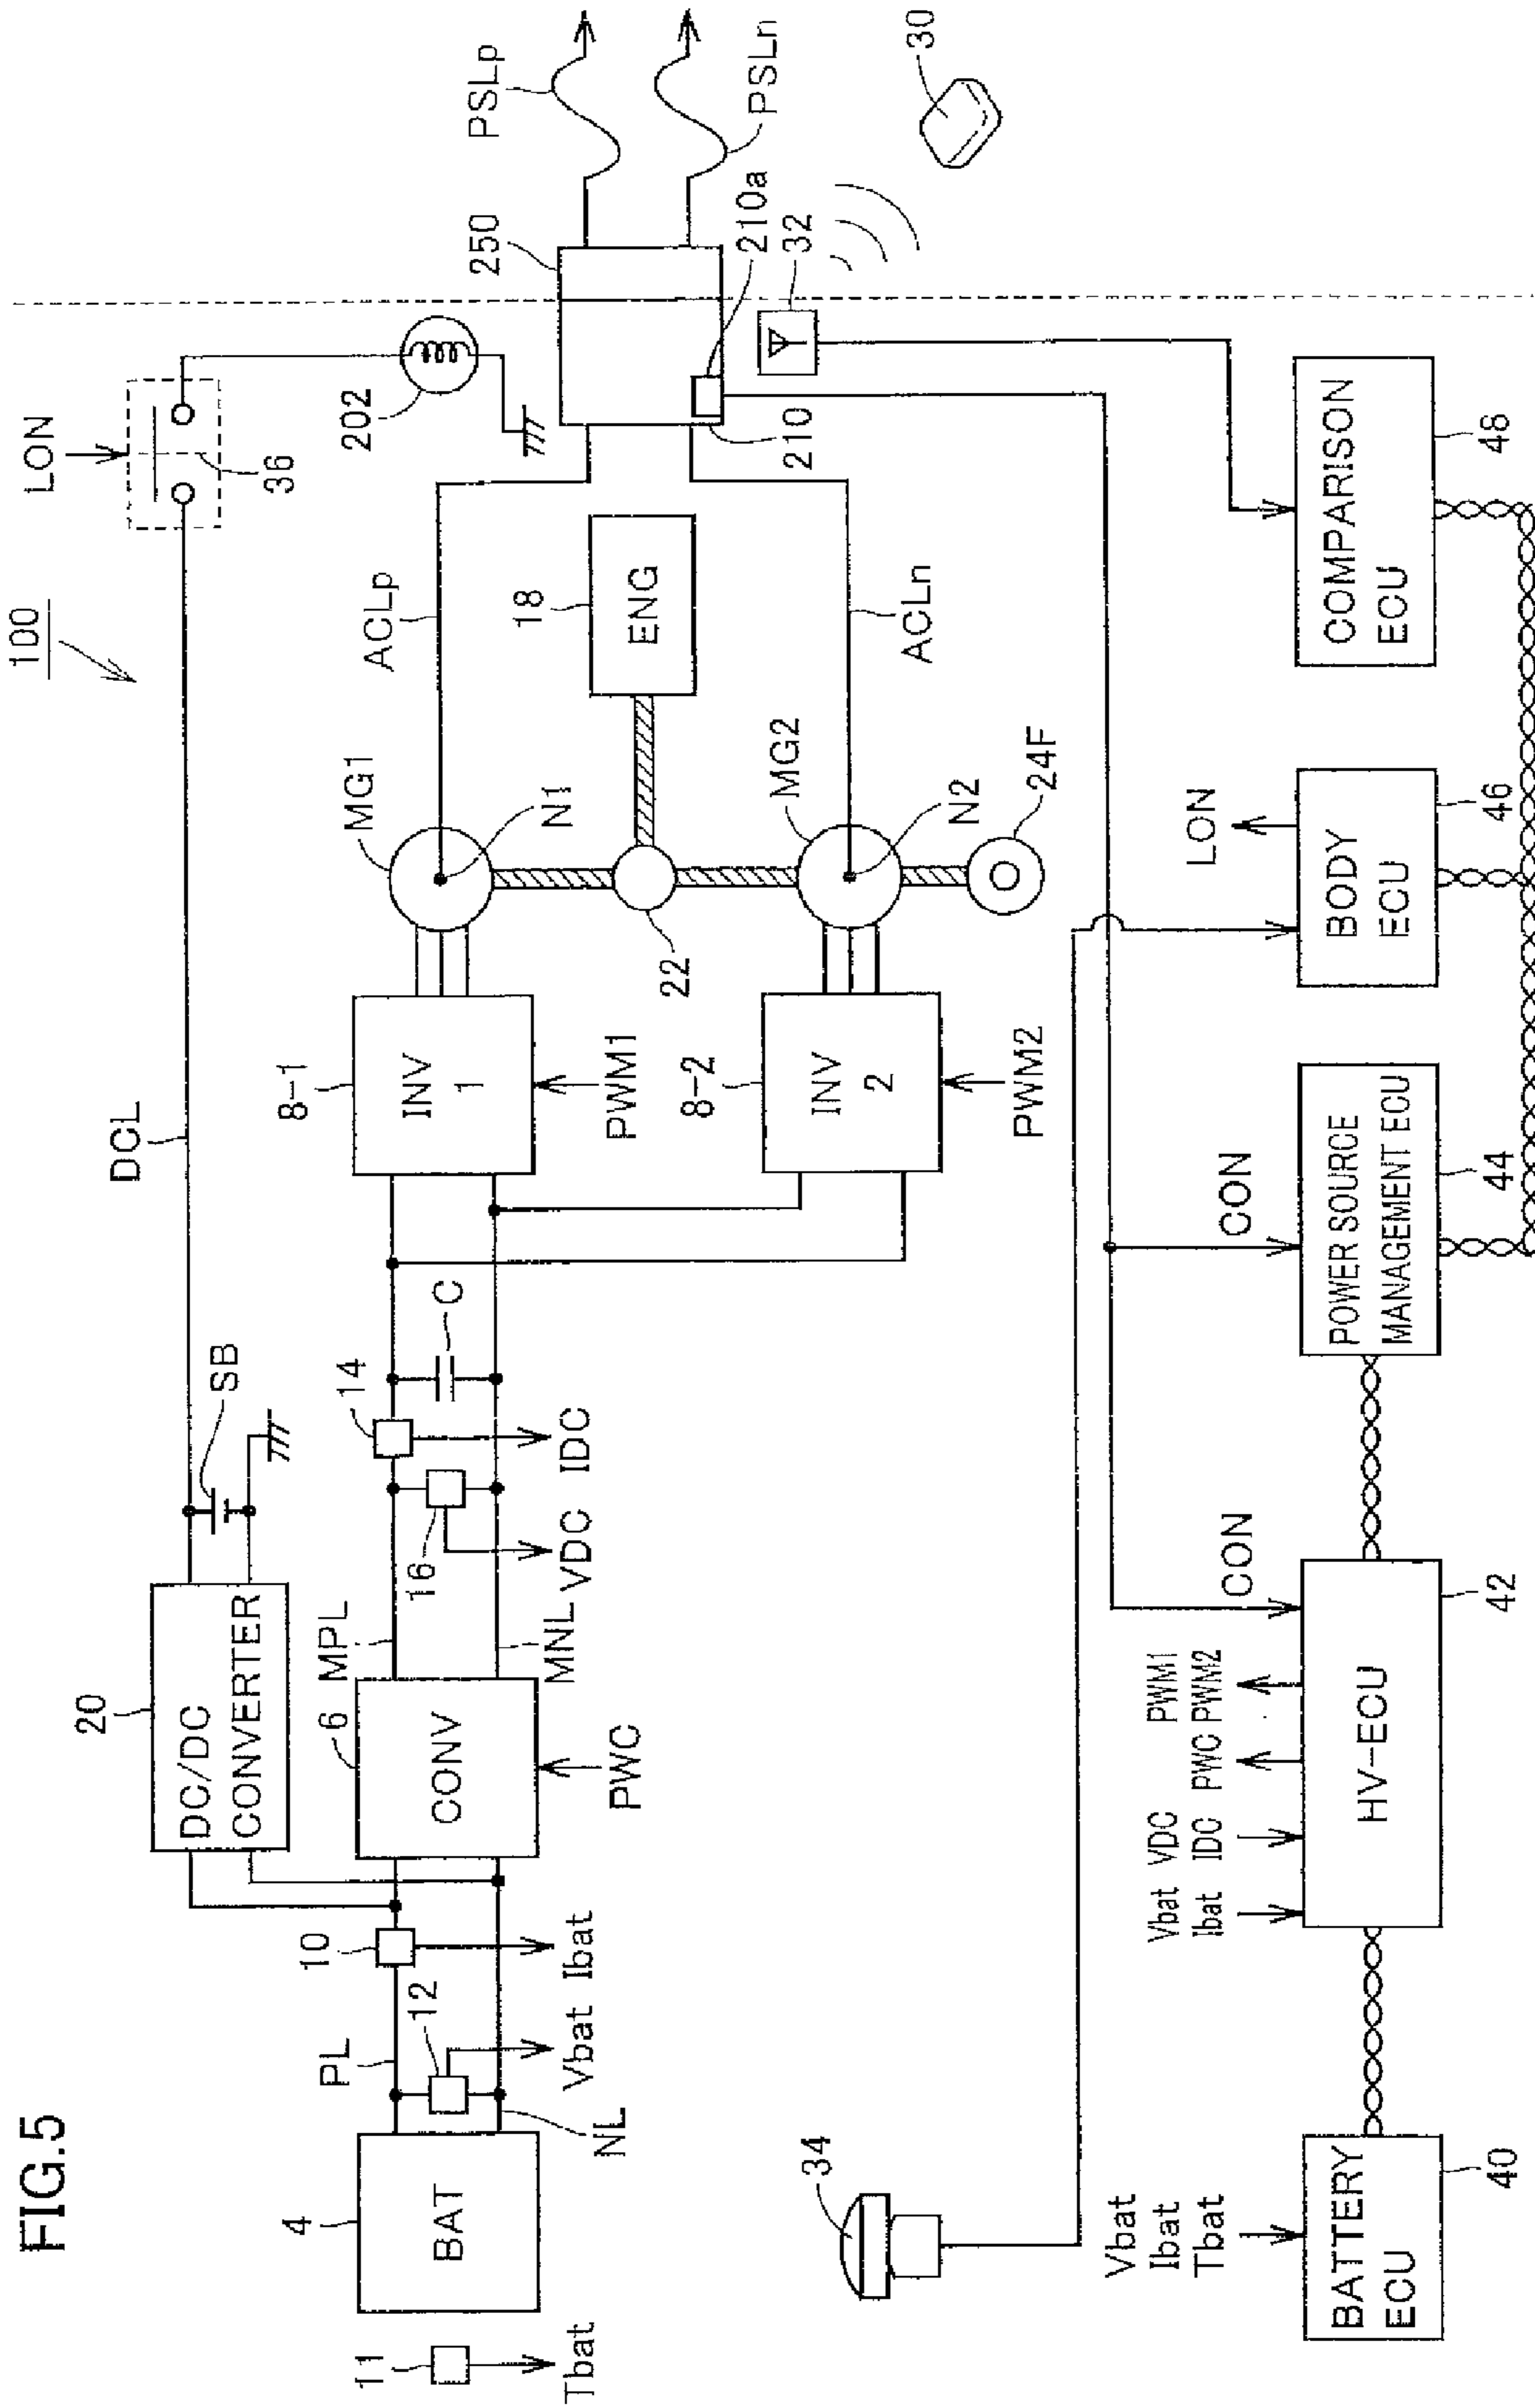 FIG.5
100
LON
36
DCL
SB
20
DC/DC
CONVERTER
202
250
PSLp
PSLn
210a
210
32
30
ACLp
18
ENG
ACLn
MG1
N1
22
MG2
N2
24F
8-1
INV
1
PWM1
8-2
INV
2
PWM2
C
14
IDC
16
VDC
MPL
MNL
6
CONV
PWC
10
Ibat
12
Vbat
PL
NL
4
BAT
11
Tbat
34
Vbat
Ibat
Tbat
BATTERY
ECU
40
Vbat
Ibat
VDC
IDC
PWC
PWM1
PWM2
CON
HV-ECU
42
CON
POWER SOURCE
MANAGEMENT ECU
44
LON
BODY
ECU
46
COMPARISON
ECU
48